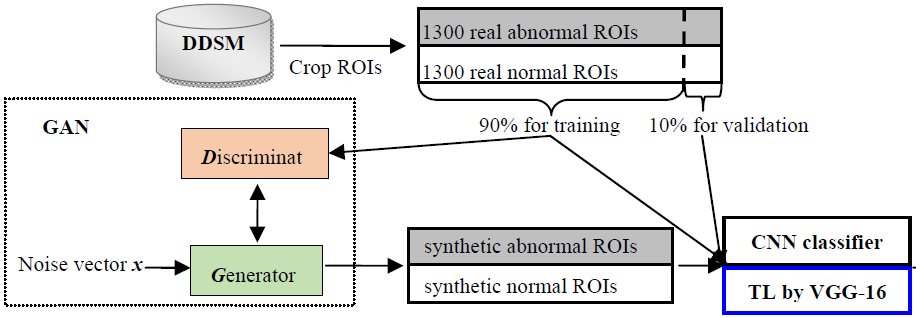 DDSM
Crop ROIs
1300 real abnormal ROIs
1300 real normal ROIs
90% for training
10% for validation
GAN
Discriminat
Noise vector x
Generator
synthetic abnormal ROIs
synthetic normal ROIs
CNN classifier
TL by VGG-16